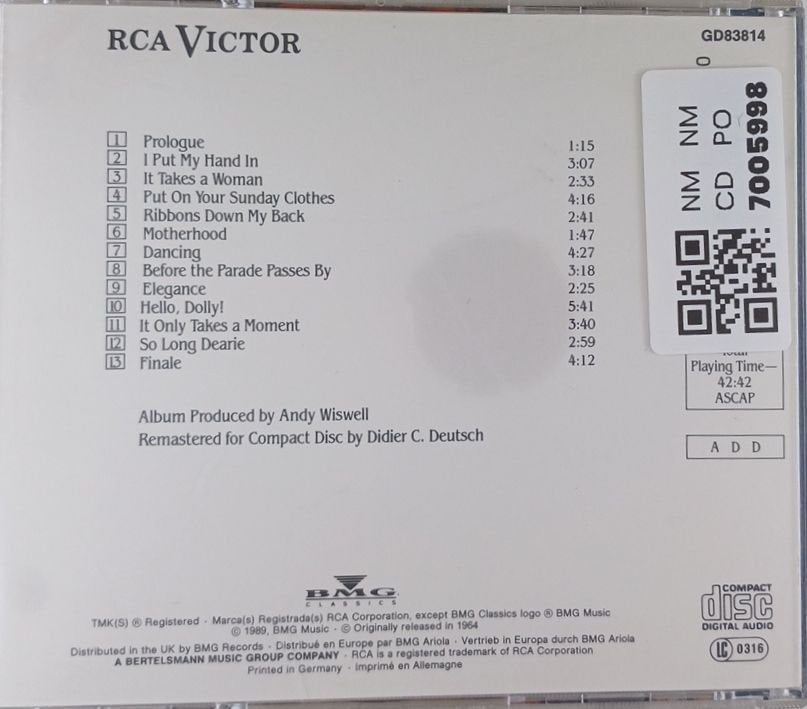 RCA VICTOR
GD83814
NM NM
CD PO
7005998
1 Prologue 1:15
2 I Put My Hand In 3:07
3 It Takes a Woman 2:33
4 Put On Your Sunday Clothes 4:16
5 Ribbons Down My Back 2:41
6 Motherhood 1:47
7 Dancing 4:27
8 Before the Parade Passes By 3:18
9 Elegance 2:25
10 Hello, Dolly! 5:41
11 It Only Takes a Moment 3:40
12 So Long Dearie 2:59
13 Finale 4:12
Playing Time—
42:42
ASCAP
Album Produced by Andy Wiswell
Remastered for Compact Disc by Didier C. Deutsch
A D D
BMG
CLASSICS
TMK(S) ® Registered · Marca(s) Registrada(s) RCA Corporation, except BMG Classics logo ® BMG Music
© 1989, BMG Music · © Originally released in 1964
Distributed in the UK by BMG Records · Distribué en Europe par BMG Ariola · Vertrieb in Europa durch BMG Ariola
A BERTELSMANN MUSIC GROUP COMPANY · RCA is a registered trademark of RCA Corporation
Printed in Germany · imprimé en Allemagne
COMPACT
disc
DIGITAL AUDIO
LC 0316